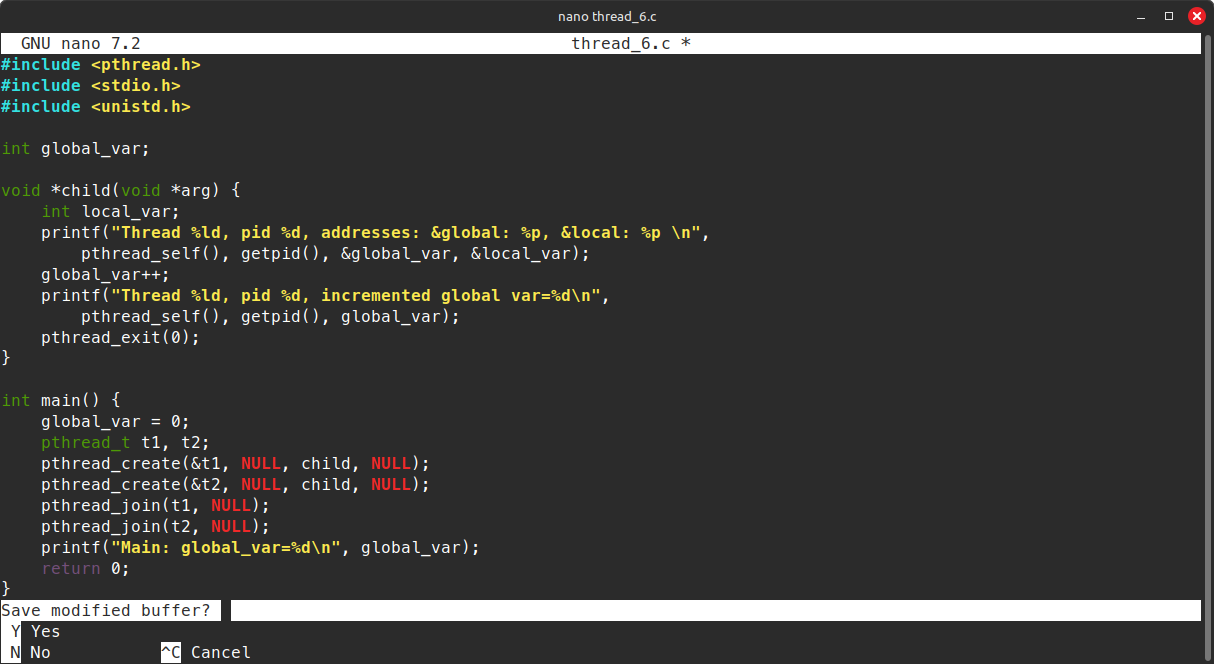 nano thread_6.c
GNU nano 7.2 thread_6.c *
#include <pthread.h>
#include <stdio.h>
#include <unistd.h>

int global_var;

void *child(void *arg) {
    int local_var;
    printf("Thread %ld, pid %d, addresses: &global: %p, &local: %p \n",
        pthread_self(), getpid(), &global_var, &local_var);
    global_var++;
    printf("Thread %ld, pid %d, incremented global var=%d\n",
        pthread_self(), getpid(), global_var);
    pthread_exit(0);
}

int main() {
    global_var = 0;
    pthread_t t1, t2;
    pthread_create(&t1, NULL, child, NULL);
    pthread_create(&t2, NULL, child, NULL);
    pthread_join(t1, NULL);
    pthread_join(t2, NULL);
    printf("Main: global_var=%d\n", global_var);
    return 0;
}
Save modified buffer?
Y Yes
N No ^C Cancel